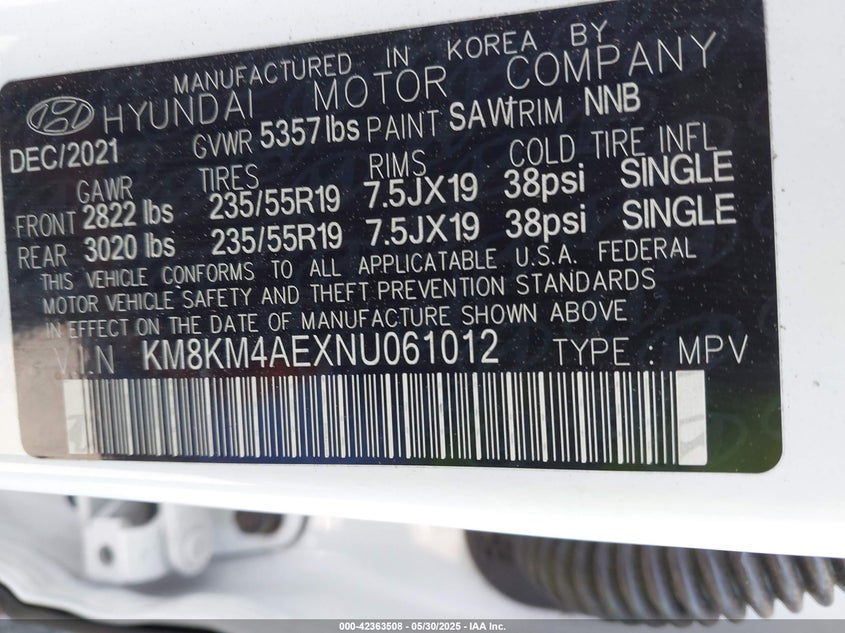 MANUFACTURED IN KOREA BY
HYUNDAI MOTOR COMPANY
DEC/2021 GVWR 5357lbs PAINT SAW TRIM NNB
GAWR TIRES RIMS COLD TIRE INFL
FRONT 2822 lbs 235/55R19 7.5JX19 38psi SINGLE
REAR 3020 lbs 235/55R19 7.5JX19 38psi SINGLE
THIS VEHICLE CONFORMS TO ALL APPLICATABLE U.S.A. FEDERAL
MOTOR VEHICLE SAFETY AND THEFT PREVENTION STANDARDS
IN EFFECT ON THE DATE OF MANUFACTURE SHOWN ABOVE
V.I.N KM8KM4AEXNU061012 TYPE : MPV
000-42363508 - 05/30/2025 - IAA Inc.